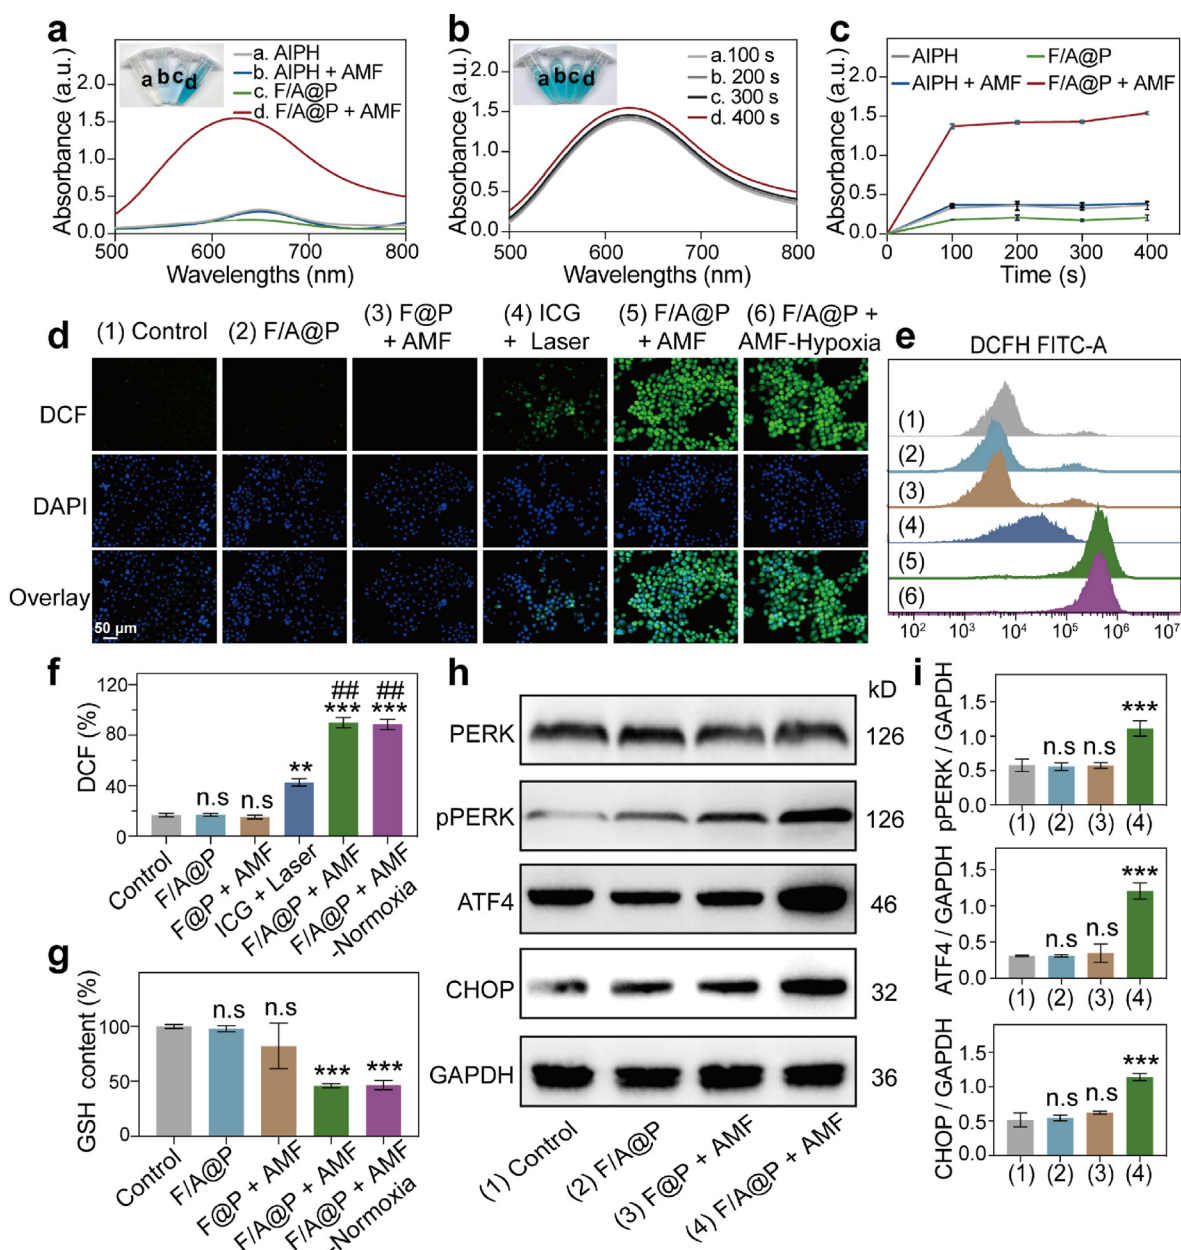 a
Absorbance (a.u.)
2.0
1.5
1.0
0.5
0.0
a b c d
a. AIPH
b. AIPH + AMF
c. F/A@P
d. F/A@P + AMF
500 600 700 800
Wavelengths (nm)
b
Absorbance (a.u.)
2.0
1.5
1.0
0.5
0.0
a b c d
a.100 s
b. 200 s
c. 300 s
d. 400 s
500 600 700 800
Wavelengths (nm)
c
Absorbance (a.u.)
2.0
1.5
1.0
0.5
0.0
AIPH
F/A@P
AIPH + AMF
F/A@P + AMF
0 100 200 300 400
Time (s)
d
(1) Control
(2) F/A@P
(3) F@P
+ AMF
(4) ICG
+ Laser
(5) F/A@P
+ AMF
(6) F/A@P +
AMF-Hypoxia
DCF
DAPI
Overlay
50 μm
e
DCFH FITC-A
(1)
(2)
(3)
(4)
(5)
(6)
10² 10³ 10⁴ 10⁵ 10⁶ 10⁷
f
DCF (%)
120
80
40
0
n.s
n.s
**
##
***
##
***
Control
F/A@P
F@P + AMF
ICG + Laser
F/A@P + AMF
F/A@P + AMF
-Normoxia
g
GSH content (%)
100
50
0
n.s
n.s
***
***
Control
F/A@P
F@P + AMF
F/A@P + AMF
F/A@P + AMF
-Normoxia
h
kD
PERK
126
pPERK
126
ATF4
46
CHOP
32
GAPDH
36
(1) Control
(2) F/A@P
(3) F@P + AMF
(4) F/A@P + AMF
i
pPERK / GAPDH
1.5
1.0
0.5
0.0
n.s
n.s
***
(1) (2) (3) (4)
ATF4 / GAPDH
1.5
1.0
0.5
0.0
n.s
n.s
***
(1) (2) (3) (4)
CHOP / GAPDH
1.5
1.0
0.5
0.0
n.s
n.s
***
(1) (2) (3) (4)